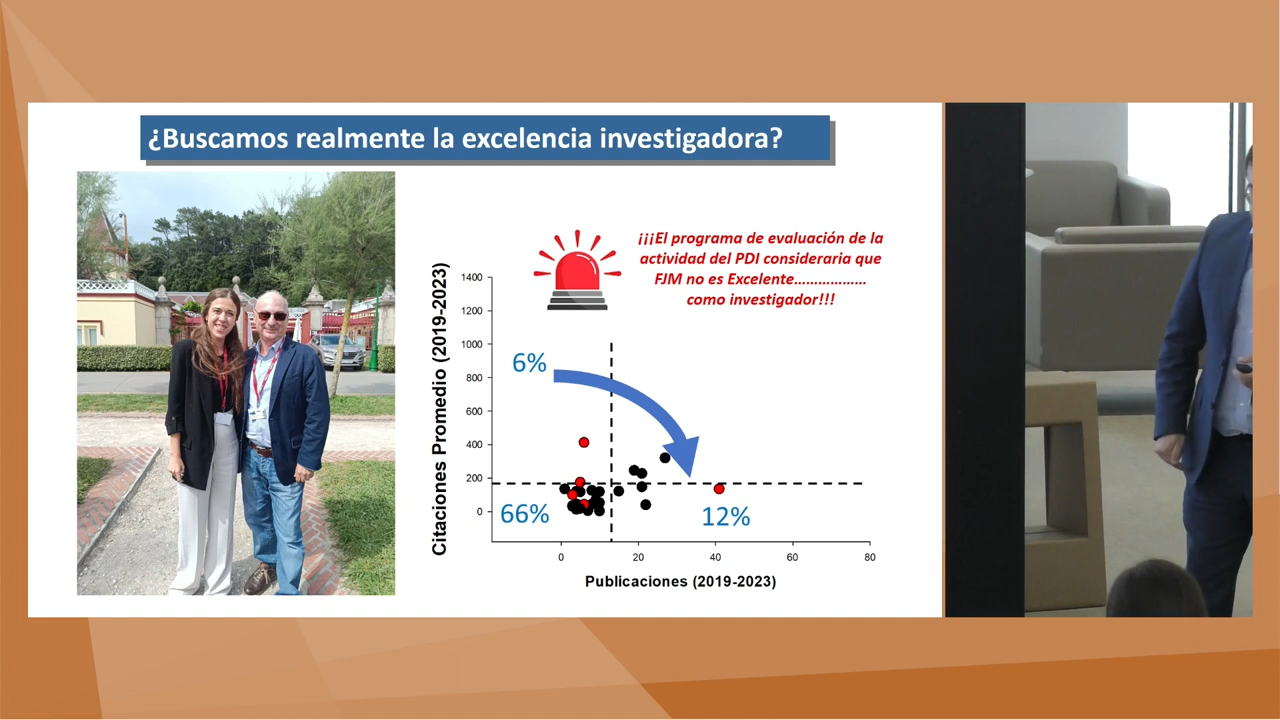 ¿Buscamos realmente la excelencia investigadora?
¡¡¡El programa de evaluación de la
actividad del PDI consideraria que
FJM no es Excelente………………
como investigador!!!
Citaciones Promedio (2019-2023)
1400
1200
1000
800
600
400
200
0
6%
66%
12%
0
20
40
60
80
Publicaciones (2019-2023)